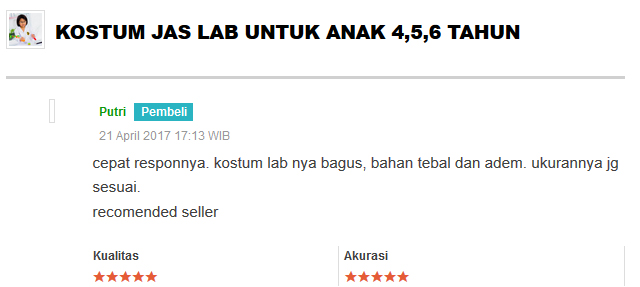 KOSTUM JAS LAB UNTUK ANAK 4,5,6 TAHUN
Putri Pembeli
21 April 2017 17:13 WIB
cepat responnya. kostum lab nya bagus, bahan tebal dan adem. ukurannya jg
sesuai.
recomended seller
Kualitas Akurasi